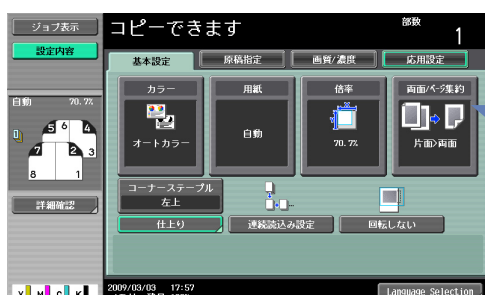 ジョブ表示
コピーできます
部数
1
設定内容
基本設定
原稿指定
画質/濃度
応用設定
カラー
用紙
倍率
両面/ページ集約
自動 70.7%
オートカラー
自動
70.7%
片面>両面
5 6 4
7 2 3
8 1
コーナーステープル
左上
詳細確認
仕上り
連続読込み設定
回転しない
2009/03/03 17:57
Y M C K
Language Selection